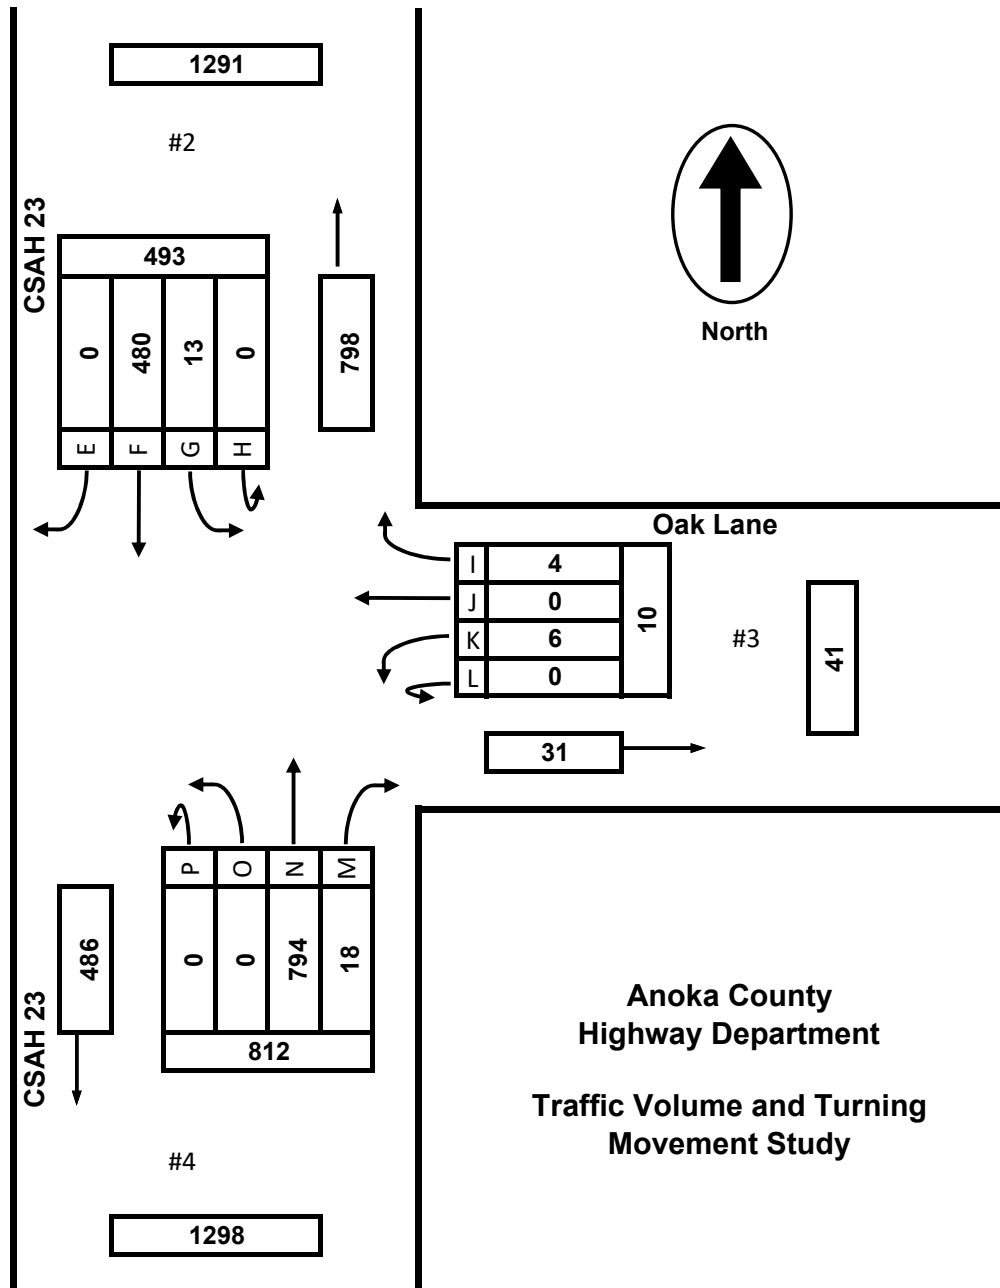 1291
#2
CSAH 23
493
0 480 13 0
798
E F G H
North
Oak Lane
I 4
J 0
K 6
L 0
10
#3
41
31
P O N M
486
0 0 794 18
812
CSAH 23
#4
1298
Anoka County
Highway Department
Traffic Volume and Turning
Movement Study